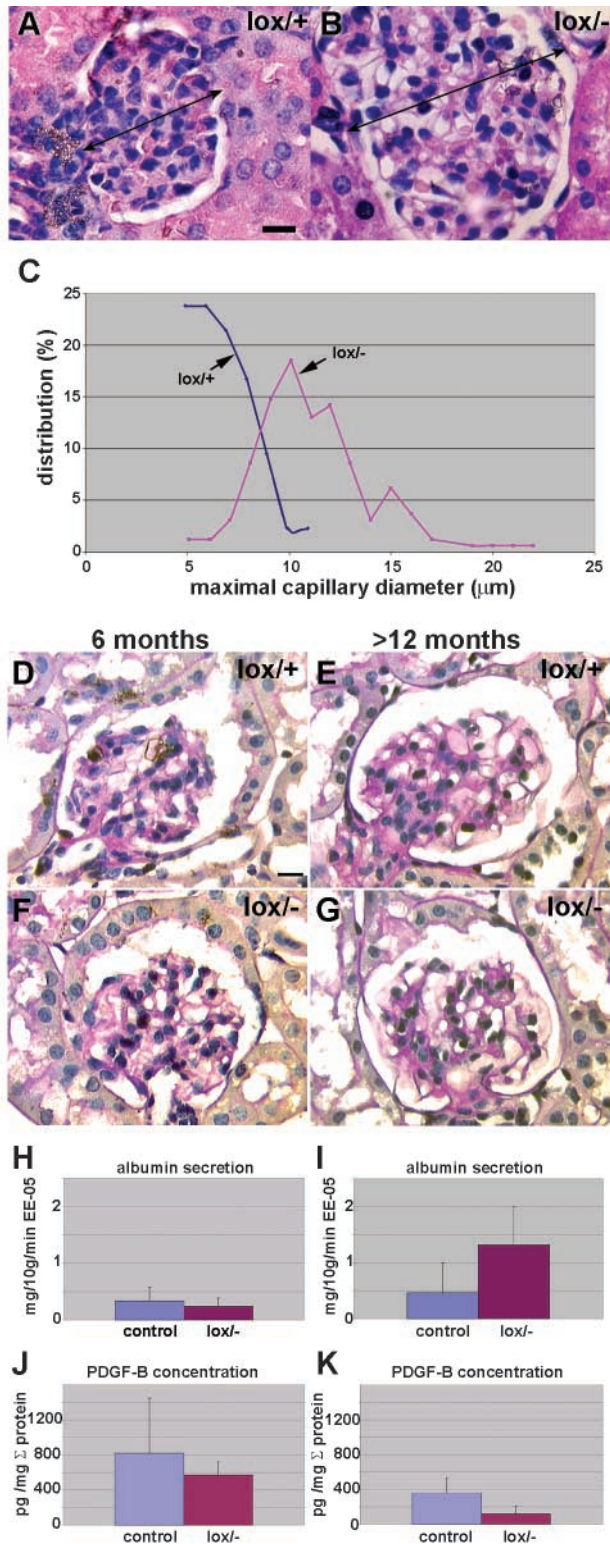 A lox/+ B lox/-
C
25
20
15
10
5
0
distribution (%)
lox/+
lox/-
0 5 10 15 20 25
maximal capillary diameter (μm)
6 months >12 months
D lox/+ E lox/+
F lox/- G lox/-
H I
albumin secretion albumin secretion
mg/10g/min EE-05 mg/10g/min EE-05
2 2
1 1
0 0
control lox/- control lox/-
J K
PDGF-B concentration PDGF-B concentration
pg /mg Σ protein pg /mg Σ protein
1200 1200
800 800
400 400
0 0
control lox/- control lox/-